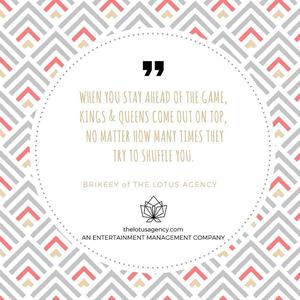 ”
WHEN YOU STAY AHEAD OF THE GAME,
KINGS & QUEENS COME OUT ON TOP,
NO MATTER HOW MANY TIMES THEY
TRY TO SHUFFLE YOU.
BRIKEEY of THE LOTUS AGENCY
thelotusagency.com
AN ENTERTAINMENT MANAGEMENT COMPANY